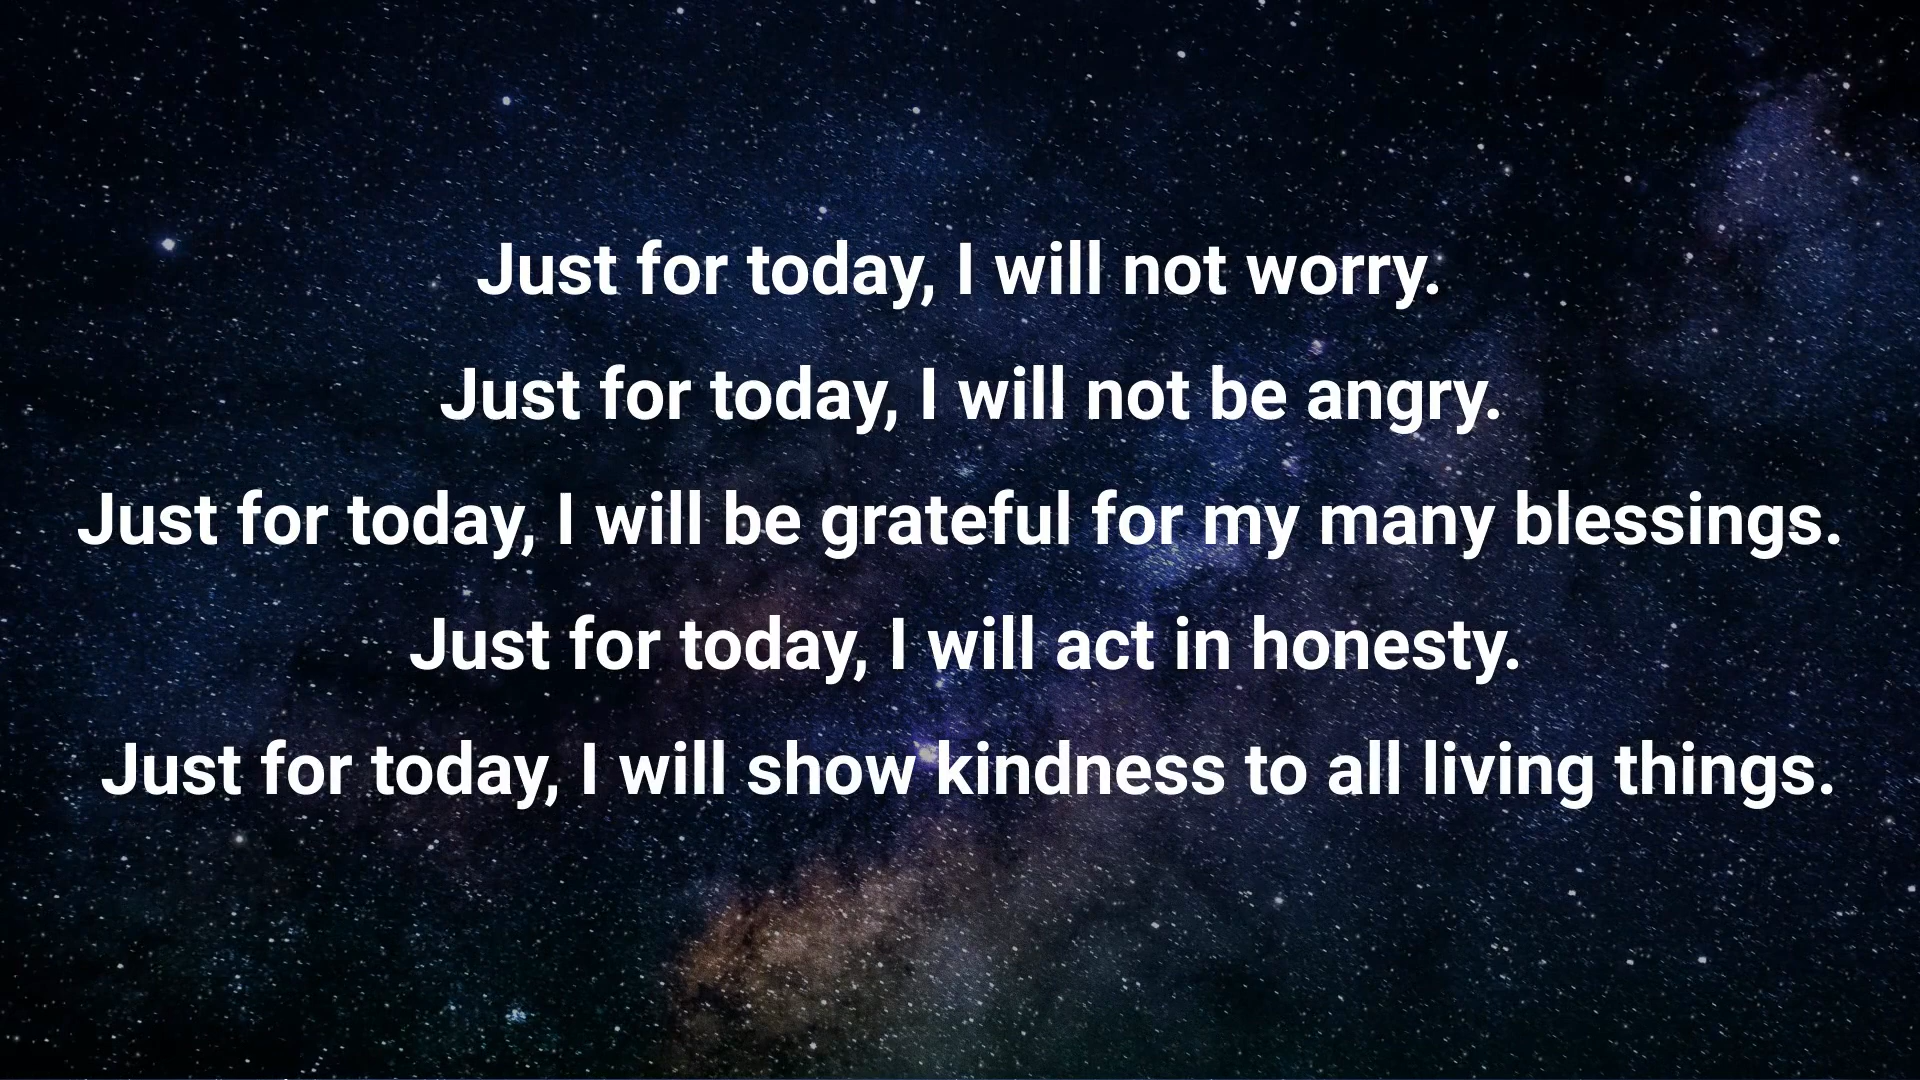 Just for today, I will not worry.
Just for today, I will not be angry.
Just for today, I will be grateful for my many blessings.
Just for today, I will act in honesty.
Just for today, I will show kindness to all living things.